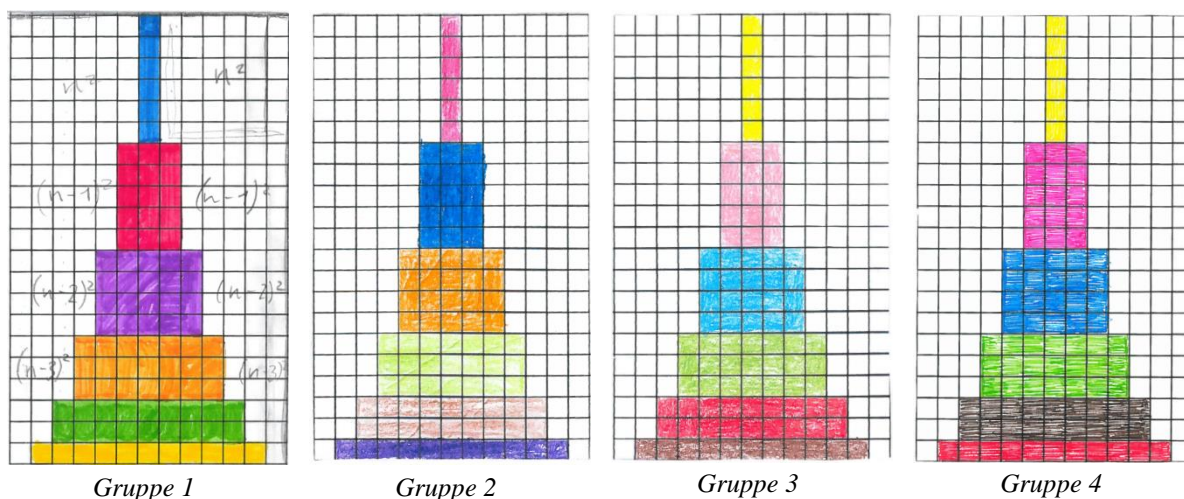 n² n²
(n-1)² (n-1)²
(n-2)² (n-2)²
(n-3)² (n-3)²
Gruppe 1 Gruppe 2 Gruppe 3 Gruppe 4